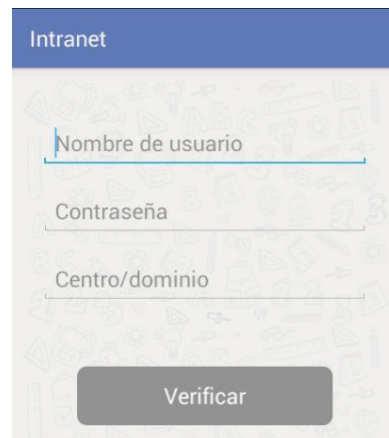 Intranet
Nombre de usuario
Contraseña
Centro/dominio
Verificar